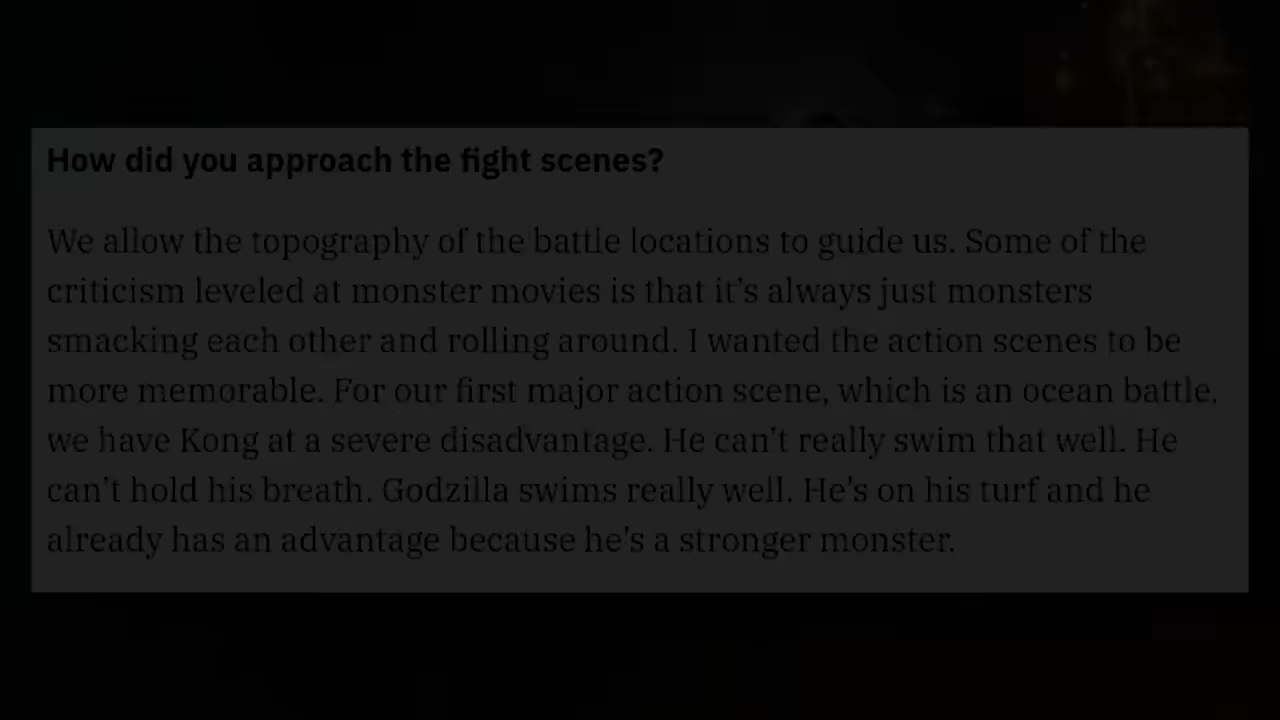 How did you approach the fight scenes?
We allow the topography of the battle locations to guide us. Some of the
criticism leveled at monster movies is that it’s always just monsters
smacking each other and rolling around. I wanted the action scenes to be
more memorable. For our first major action scene, which is an ocean battle,
we have Kong at a severe disadvantage. He can’t really swim that well. He
can’t hold his breath. Godzilla swims really well. He’s on his turf and he
already has an advantage because he’s a stronger monster.